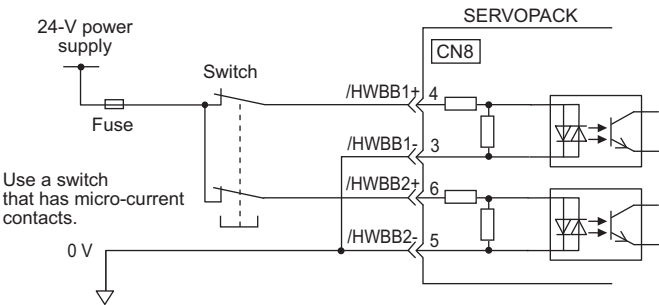 SERVOPACK
24-V power
supply
CN8
Switch
/HWBB1+ 4
Fuse
/HWBB1- 3
Use a switch
that has micro-current
contacts.
/HWBB2+ 6
/HWBB2- 5
0 V